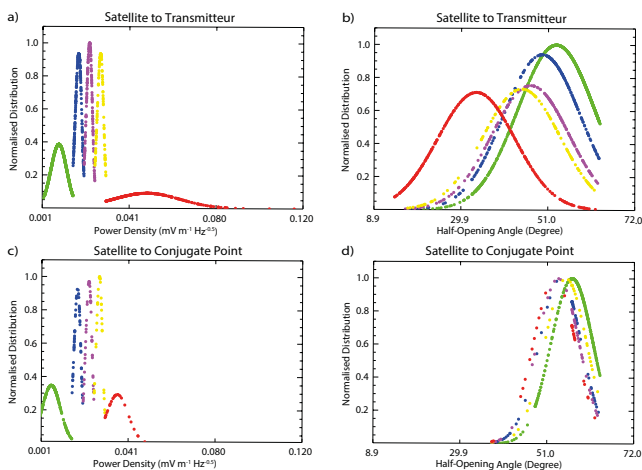 a) Satellite to Transmitteur
Normalised Distribution
1.0
0.8
0.6
0.4
0.2
0.001 0.041 0.080 0.120
Power Density (mV m⁻¹ Hr⁰·⁵)
b) Satellite to Transmitteur
Normalised Distribution
1.0
0.8
0.6
0.4
0.2
8.9 29.9 51.0 72.0
Half-Opening Angle (Degree)
c) Satellite to Conjugate Point
Normalised Distribution
1.0
0.8
0.6
0.4
0.2
0.001 0.041 0.080 0.120
Power Density (mV m⁻¹ Hz⁻⁰·⁵)
d) Satellite to Conjugate Point
Normalised Distribution
1.0
0.8
0.6
0.4
0.2
8.9 29.9 51.0 72.0
Half-Opening Angle (Degree)